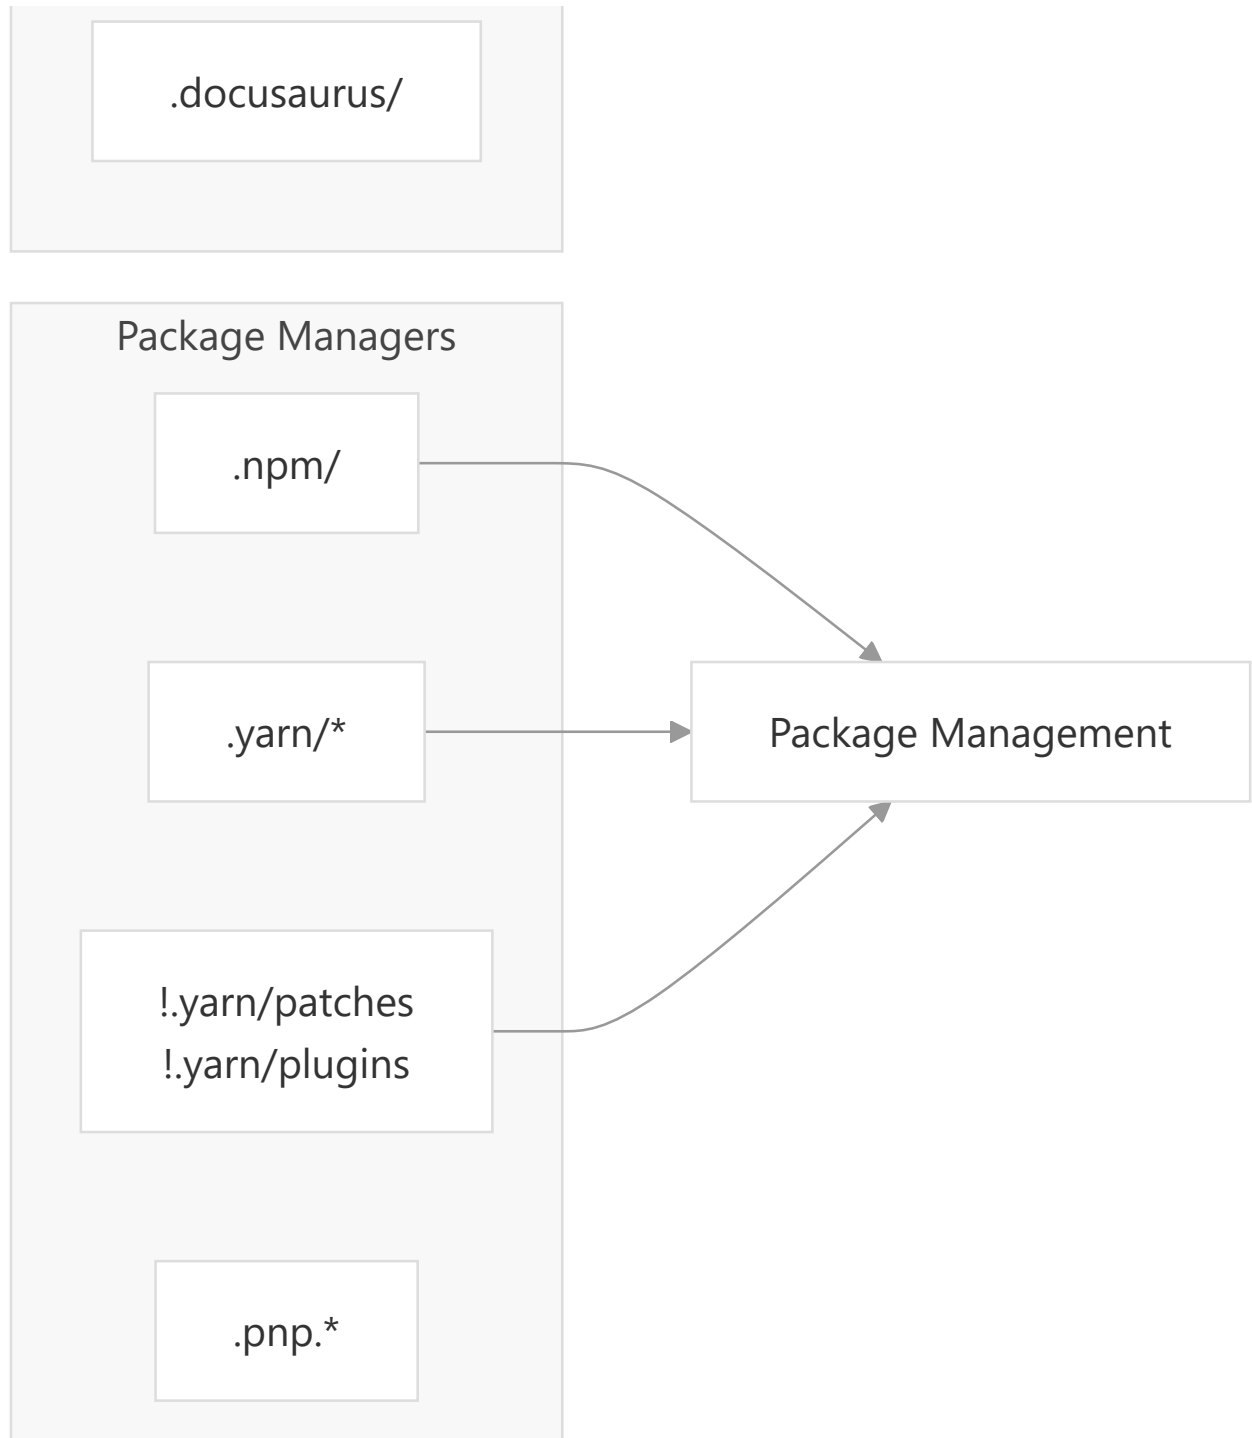 .docusaurus/
Package Managers
.npm/
.yarn/*
Package Management
!.yarn/patches
!.yarn/plugins
.pnp.*